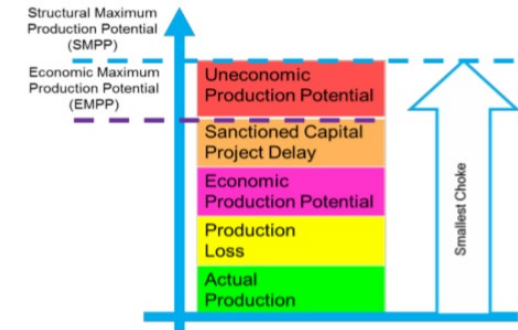 Structural Maximum
Production Potential
(SMPP)
Economic Maximum
Production Potential
(EMPP)
Uneconomic
Production Potential
Sanctioned Capital
Project Delay
Economic
Production Potential
Production
Loss
Actual
Production
Smallest Choke